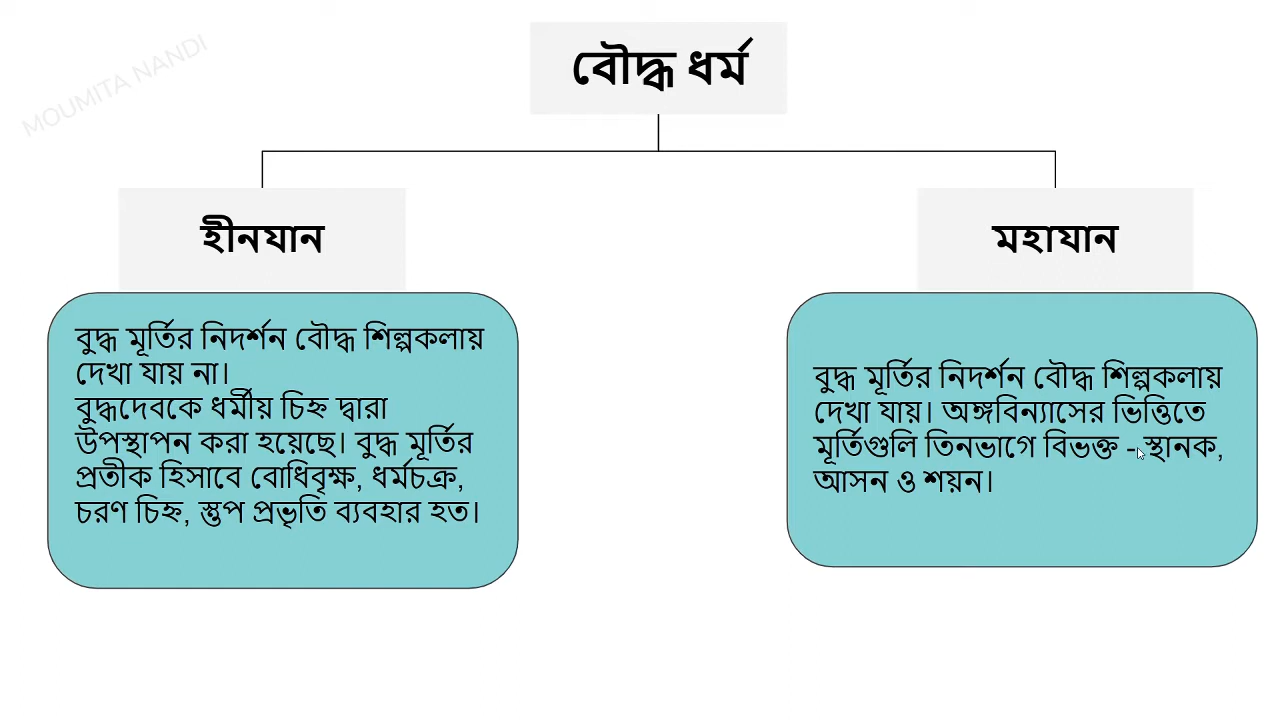 MOUMITA NANDI
বৌদ্ধ ধর্ম
হীনযান
মহাযান
বুদ্ধ মূর্তির নিদর্শন বৌদ্ধ শিল্পকলায়
দেখা যায় না।
বুদ্ধদেবকে ধর্মীয় চিহ্ন দ্বারা
উপস্থাপন করা হয়েছে। বুদ্ধ মূর্তির
প্রতীক হিসাবে বোধিবৃক্ষ, ধর্মচক্র,
চরণ চিহ্ন, স্তুপ প্রভৃতি ব্যবহার হত।
বুদ্ধ মূর্তির নিদর্শন বৌদ্ধ শিল্পকলায়
দেখা যায়। অঙ্গবিন্যাসের ভিত্তিতে
মূর্তিগুলি তিনভাগে বিভক্ত -স্থানক,
আসন ও শয়ন।